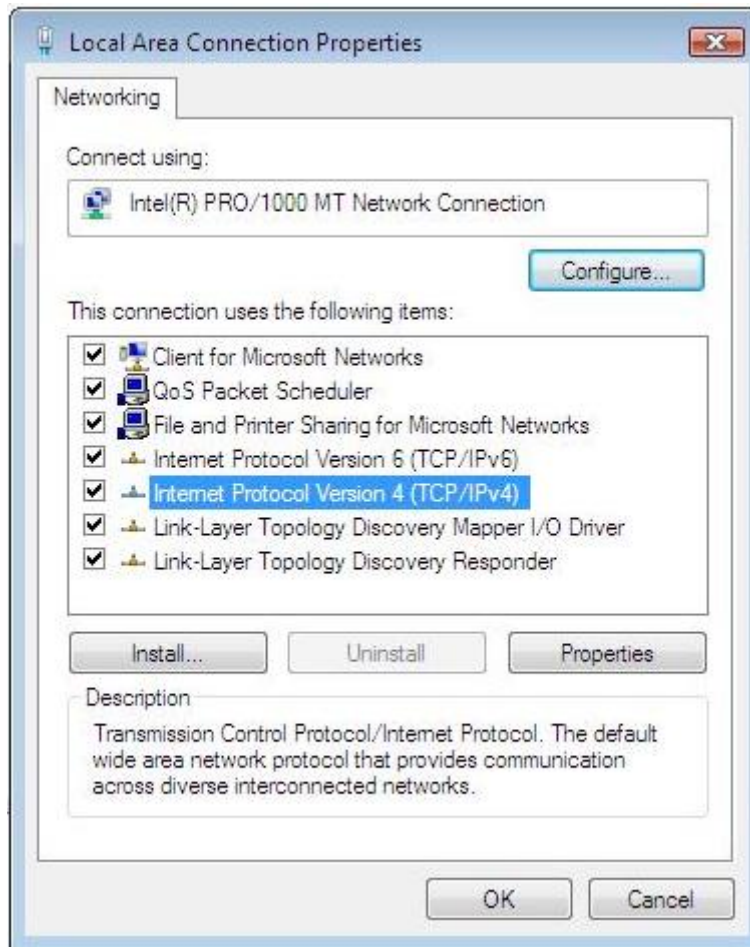 Local Area Connection Properties
Networking
Connect using:
Intel(R) PRO/1000 MT Network Connection
Configure...
This connection uses the following items:
Client for Microsoft Networks
QoS Packet Scheduler
File and Printer Sharing for Microsoft Networks
Internet Protocol Version 6 (TCP/IPv6)
Internet Protocol Version 4 (TCP/IPv4)
Link-Layer Topology Discovery Mapper I/O Driver
Link-Layer Topology Discovery Responder
Install... Uninstall Properties
Description
Transmission Control Protocol/Internet Protocol. The default
wide area network protocol that provides communication
across diverse interconnected networks.
OK Cancel